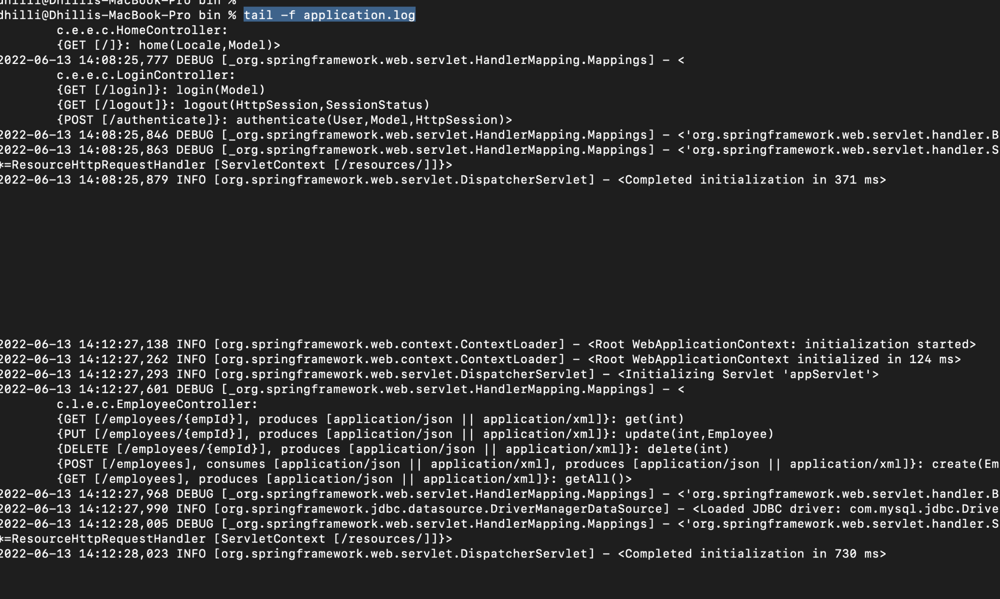 dhilli@Dhillis-MacBook-Pro bin %
dhilli@Dhillis-MacBook-Pro bin % tail -f application.log
c.e.e.c.HomeController:
{GET [/]}: home(Locale,Model)>
2022-06-13 14:08:25,777 DEBUG [_org.springframework.web.servlet.HandlerMapping.Mappings] - <
c.e.e.c.LoginController:
{GET [/login]}: login(Model)
{GET [/logout]}: logout(HttpSession,SessionStatus)
{POST [/authenticate]}: authenticate(User,Model,HttpSession)>
2022-06-13 14:08:25,846 DEBUG [_org.springframework.web.servlet.HandlerMapping.Mappings] - <'org.springframework.web.servlet.handler.B
2022-06-13 14:08:25,863 DEBUG [_org.springframework.web.servlet.HandlerMapping.Mappings] - <'org.springframework.web.servlet.handler.S
*=ResourceHttpRequestHandler [ServletContext [/resources/]]}>
2022-06-13 14:08:25,879 INFO [org.springframework.web.servlet.DispatcherServlet] - <Completed initialization in 371 ms>
2022-06-13 14:12:27,138 INFO [org.springframework.web.context.ContextLoader] - <Root WebApplicationContext: initialization started>
2022-06-13 14:12:27,262 INFO [org.springframework.web.context.ContextLoader] - <Root WebApplicationContext initialized in 124 ms>
2022-06-13 14:12:27,293 INFO [org.springframework.web.servlet.DispatcherServlet] - <Initializing Servlet 'appServlet'>
2022-06-13 14:12:27,601 DEBUG [_org.springframework.web.servlet.HandlerMapping.Mappings] - <
c.l.e.c.EmployeeController:
{GET [/employees/{empId}], produces [application/json || application/xml]}: get(int)
{PUT [/employees/{empId}], produces [application/json || application/xml]}: update(int,Employee)
{DELETE [/employees/{empId}], produces [application/json || application/xml]}: delete(int)
{POST [/employees], consumes [application/json || application/xml], produces [application/json || application/xml]}: create(Em
{GET [/employees], produces [application/json || application/xml]}: getAll()>
2022-06-13 14:12:27,968 DEBUG [_org.springframework.web.servlet.HandlerMapping.Mappings] - <'org.springframework.web.servlet.handler.B
2022-06-13 14:12:27,990 INFO [org.springframework.jdbc.datasource.DriverManagerDataSource] - <Loaded JDBC driver: com.mysql.jdbc.Drive
2022-06-13 14:12:28,005 DEBUG [_org.springframework.web.servlet.HandlerMapping.Mappings] - <'org.springframework.web.servlet.handler.S
*=ResourceHttpRequestHandler [ServletContext [/resources/]]}>
2022-06-13 14:12:28,023 INFO [org.springframework.web.servlet.DispatcherServlet] - <Completed initialization in 730 ms>